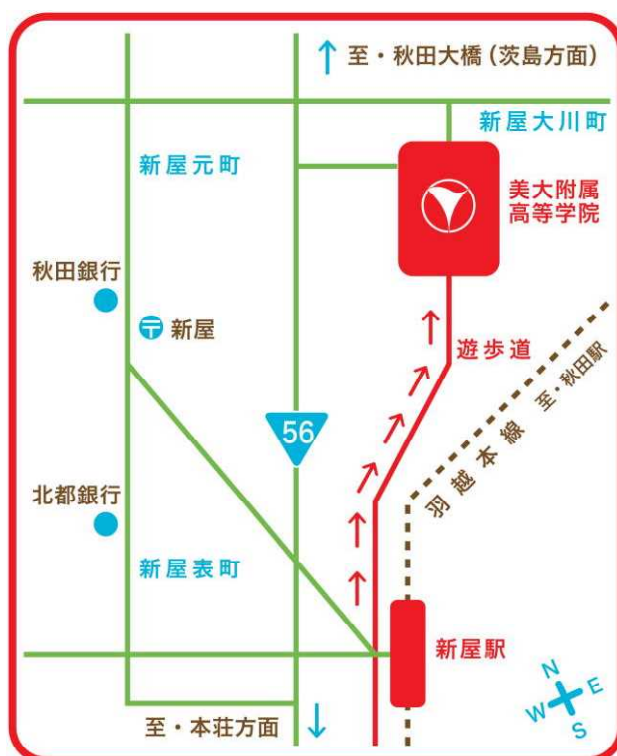 至・秋田大橋(茨島方面)
新屋大川町
新屋元町
美大附属
高等学院
秋田銀行
〒新屋
遊歩道
至・秋田駅
羽越本線
56
北都銀行
新屋表町
新屋駅
N
E
W
S
至・本荘方面